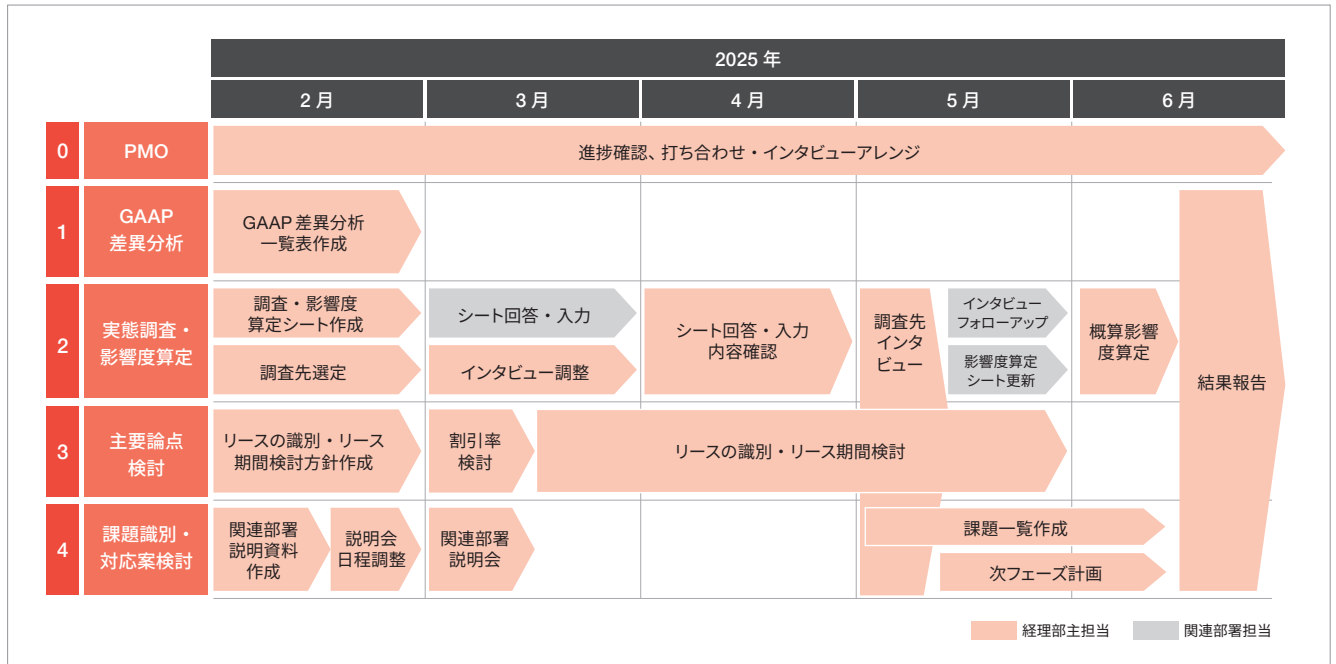 2025 年
2 月
3 月
4 月
5 月
6 月
0
PMO
進捗確認、打ち合わせ・インタビューアレンジ
1
GAAP
差異分析
GAAP 差異分析
一覧表作成
2
実態調査・
影響度算定
調査・影響度
算定シート作成
調査先選定
シート回答・入力
インタビュー調整
シート回答・入力
内容確認
調査先
インタ
ビュー
インタビュー
フォローアップ
影響度算定
シート更新
概算影響
度算定
結果報告
3
主要論点
検討
リースの識別・リース
期間検討方針作成
割引率
検討
リースの識別・リース期間検討
4
課題識別・
対応案検討
関連部署
説明資料
作成
説明会
日程調整
関連部署
説明会
課題一覧作成
次フェーズ計画
経理部主担当
関連部署担当